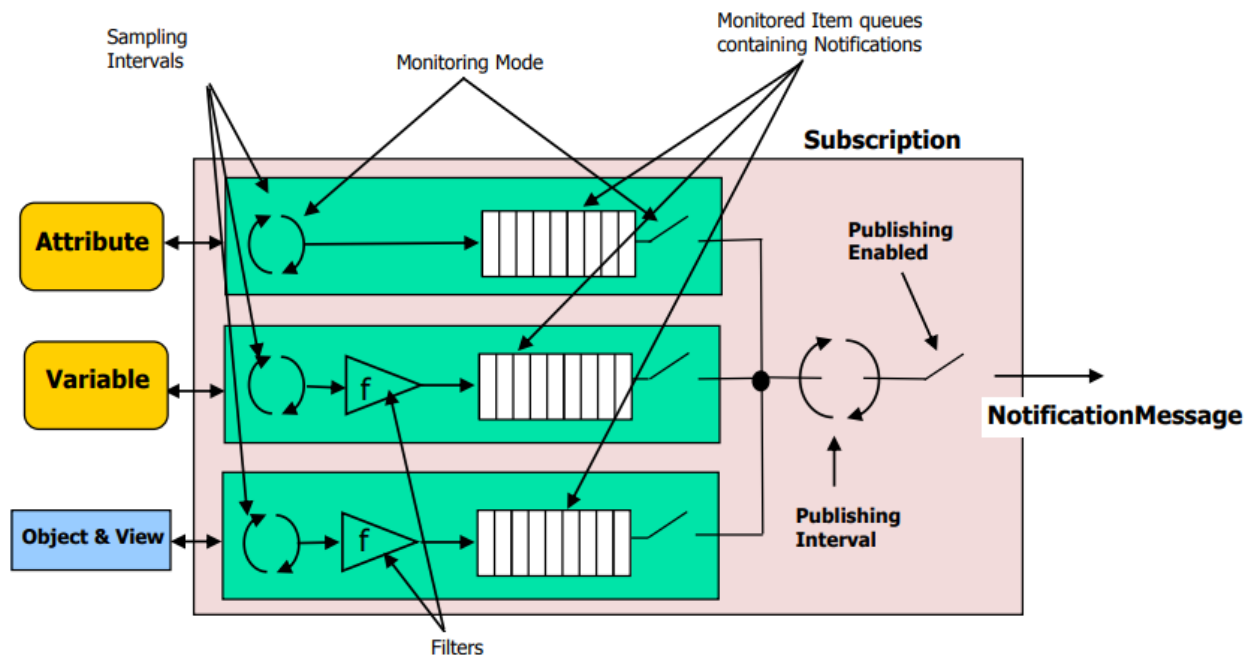 Sampling
Intervals
Monitoring Mode
Monitored Item queues
containing Notifications
Subscription
Attribute
Publishing
Enabled
Variable
f
NotificationMessage
Object & View
f
Publishing
Interval
Filters